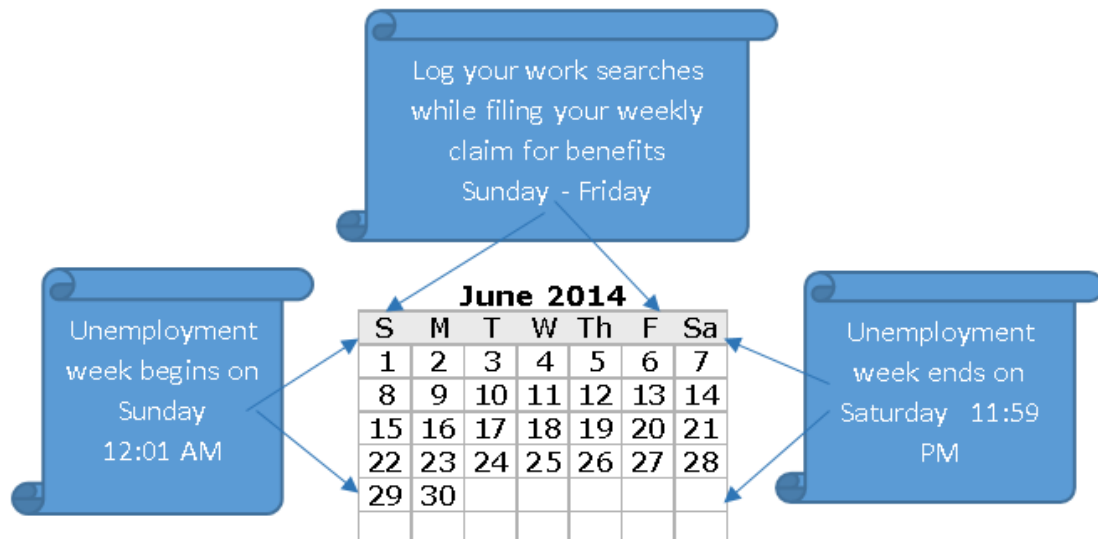 Log your work searches
while filing your weekly
claim for benefits
Sunday - Friday
Unemployment
week begins on
Sunday
12:01 AM
June 2014
S M T W Th F Sa
1 2 3 4 5 6 7
8 9 10 11 12 13 14
15 16 17 18 19 20 21
22 23 24 25 26 27 28
29 30
Unemployment
week ends on
Saturday 11:59
PM